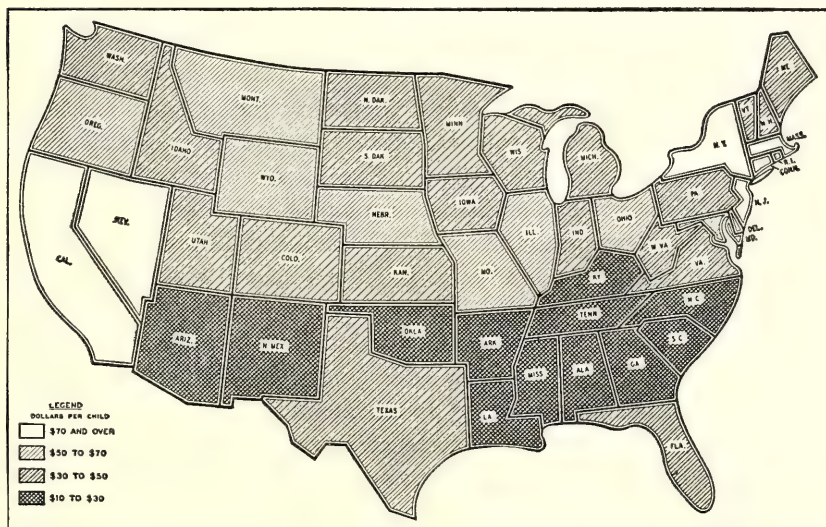 WASH.
MONT.
N. DAK.
MINN
ME.
VT
N H
OREG.
IDAHO
S. DAK
WIS
MICH.
N. Y.
MASS.
R. I.
CONN.
WYO.
IOWA
PA
N. J.
NEV.
NEBR.
ILL.
IND
OHIO
DEL.
MD.
UTAH
COLO.
W VA
VA.
CAL.
KAN.
MO.
KY
ARIZ.
N MEX.
OKLA
ARK
TENN
N C
S C
MISS
ALA
GA
TEXAS
LA.
FLA.
LEGEND
DOLLARS PER CHILD
$70 AND OVER
$50 TO $70
$30 TO $50
$10 TO $30